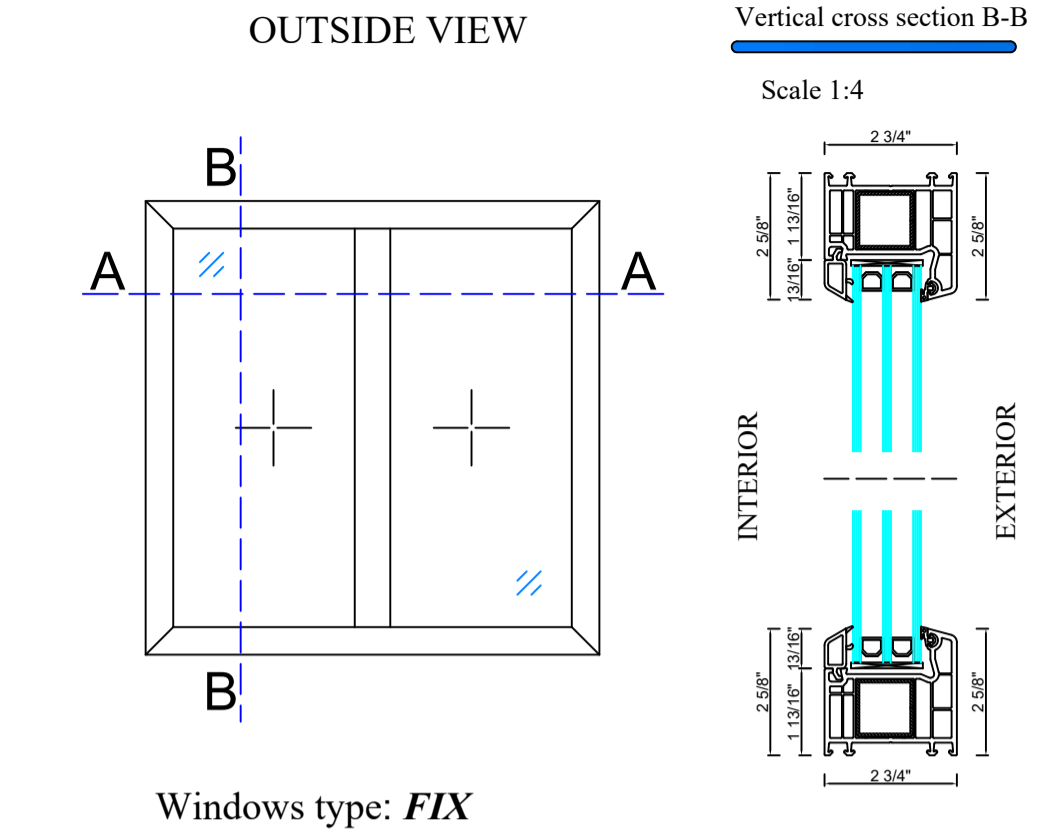 OUTSIDE VIEW
Vertical cross section B-B
Scale 1:4
B
A
A
B
Windows type: FIX
2 3/4"
2 5/8"
1 13/16"
13/16"
2 5/8"
INTERIOR
EXTERIOR
2 5/8"
13/16"
1 13/16"
2 5/8"
2 3/4"